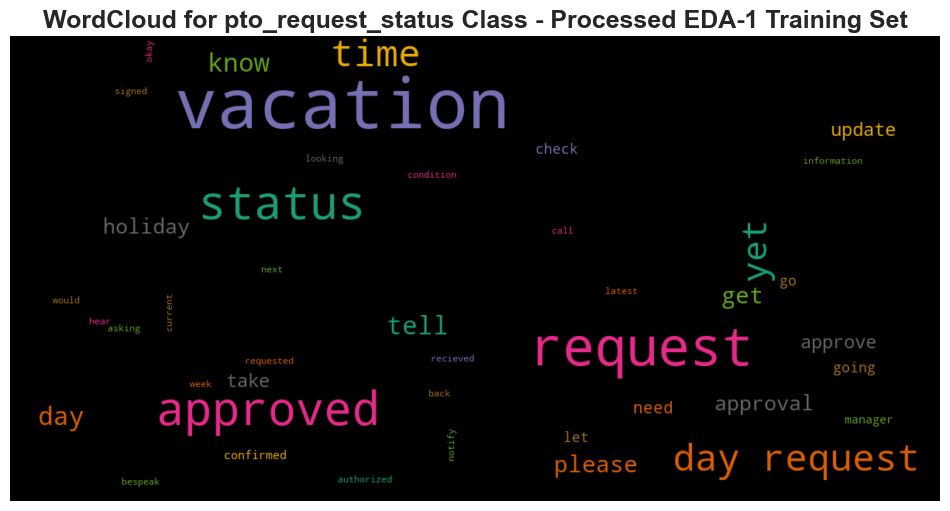 WordCloud for pto_request_status Class - Processed EDA-1 Training Set
okay
know
time
signed
vacation
update
check
looking
information
condition
status
holiday
call
yet
next
go
latest
get
would
current
hear
asking
tell
request
approve
requested
recieved
going
week
take
back
approved
day
need
approval
manager
let
notify
confirmed
please
day request
bespeak
authorized